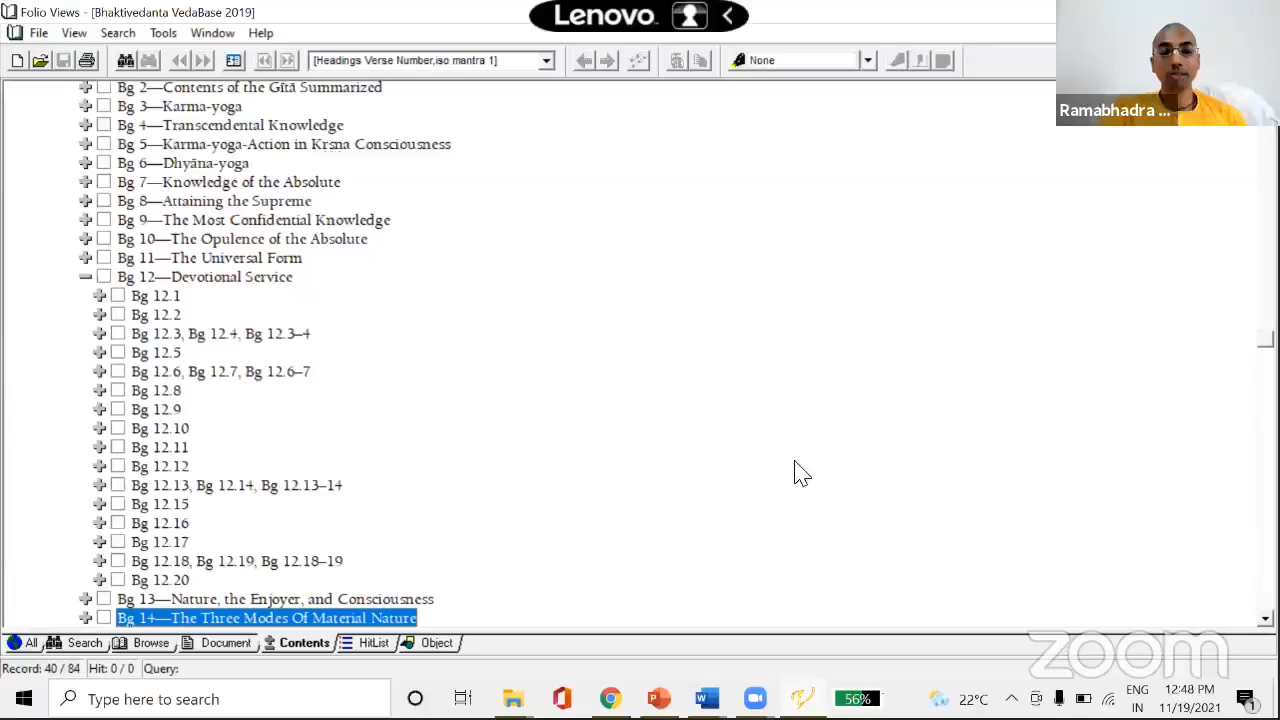 Folio Views - [Bhaktivedanta VedaBase 2019]
Lenovo
File View Search Tools Window Help
[Headings Verse Number,iso mantra 1]
None
Bg 2—Contents of the Gītā Summarized
Bg 3—Karma-yoga
Bg 4—Transcendental Knowledge
Bg 5—Karma-yoga-Action in Kṛṣṇa Consciousness
Bg 6—Dhyāna-yoga
Bg 7—Knowledge of the Absolute
Bg 8—Attaining the Supreme
Bg 9—The Most Confidential Knowledge
Bg 10—The Opulence of the Absolute
Bg 11—The Universal Form
Bg 12—Devotional Service
Bg 12.1
Bg 12.2
Bg 12.3, Bg 12.4, Bg 12.3–4
Bg 12.5
Bg 12.6, Bg 12.7, Bg 12.6–7
Bg 12.8
Bg 12.9
Bg 12.10
Bg 12.11
Bg 12.12
Bg 12.13, Bg 12.14, Bg 12.13–14
Bg 12.15
Bg 12.16
Bg 12.17
Bg 12.18, Bg 12.19, Bg 12.18–19
Bg 12.20
Bg 13—Nature, the Enjoyer, and Consciousness
Bg 14—The Three Modes Of Material Nature
Ramabhadra ...
All Search Browse Document Contents HitList Object
Record: 40 / 84 Hit: 0 / 0 Query:
zoom
Type here to search
56%
22°C
ENG
IN
12:48 PM
11/19/2021
1